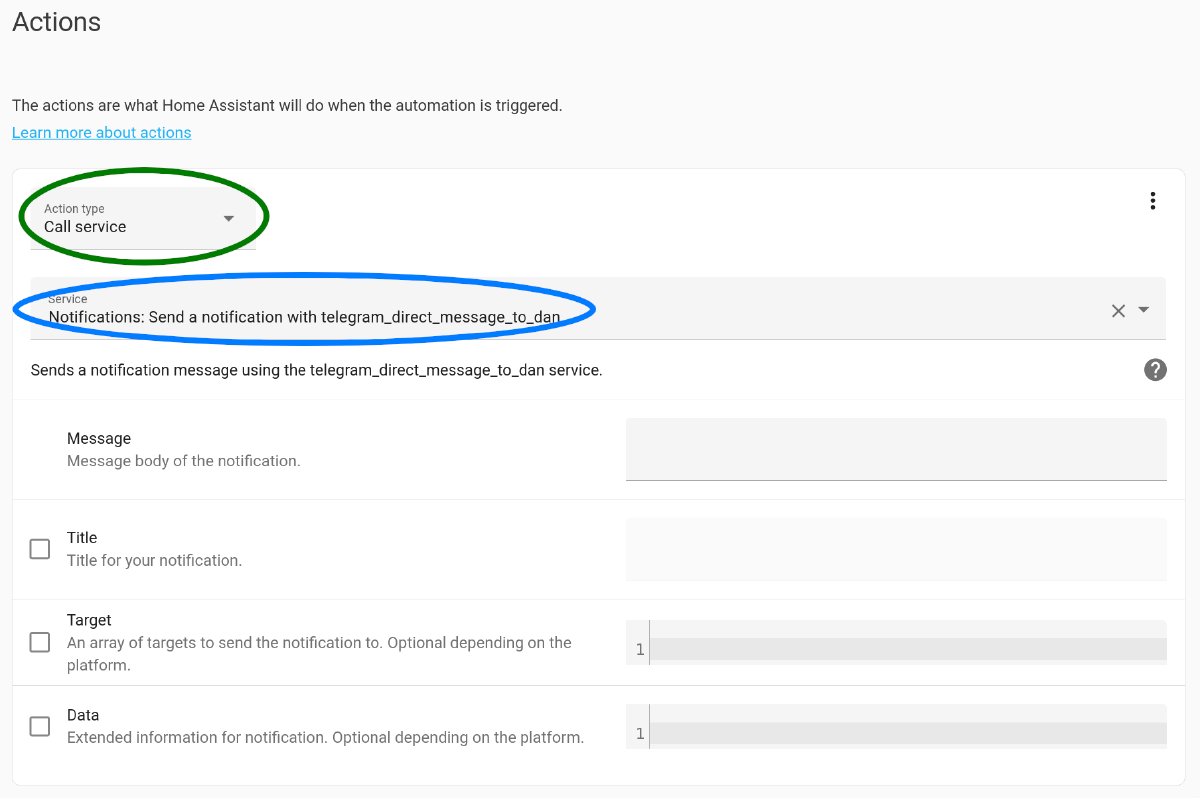 Actions
The actions are what Home Assistant will do when the automation is triggered.
Learn more about actions
Action type
Call service
Service
Notifications: Send a notification with telegram_direct_message_to_dan
Sends a notification message using the telegram_direct_message_to_dan service.
?
Message
Message body of the notification.
Title
Title for your notification.
Target
An array of targets to send the notification to. Optional depending on the
platform.
1
Data
Extended information for notification. Optional depending on the platform.
1